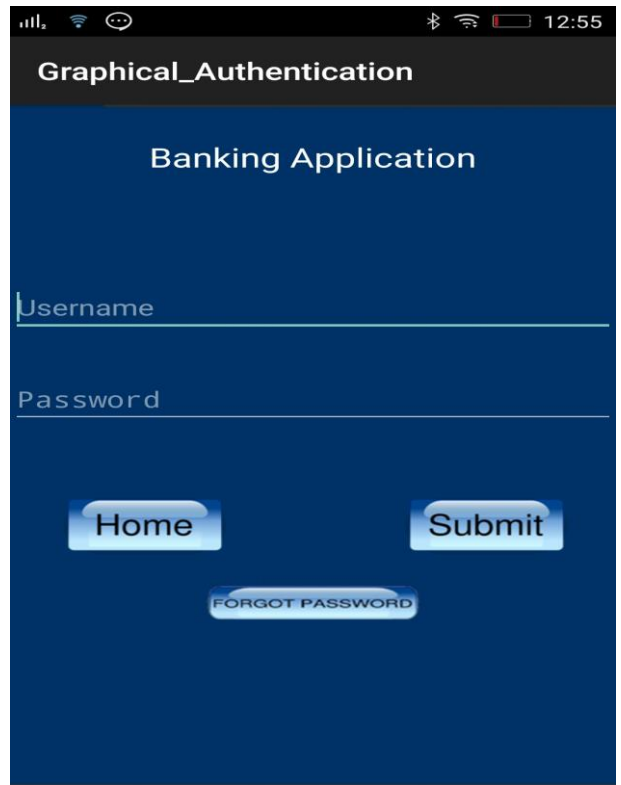 12:55
Graphical_Authentication
Banking Application
Username
Password
Home Submit
FORGOT PASSWORD